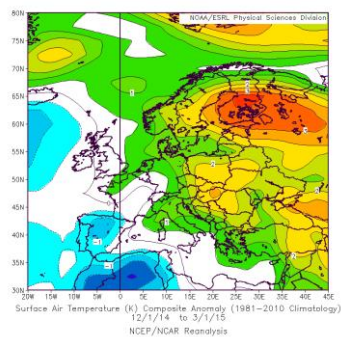 NOAA/ESRL Physical Sciences Division
80N
75N
70N
65N
60N
55N
50N
45N
40N
35N
30N
20W 15W 10W 5W 0 5E 10E 15E 20E 25E 30E 35E 40E 45E
Surface Air Temperature (K) Composite Anomaly (1981-2010 Climatology)
12/1/14 to 3/1/15
NCEP/NCAR Reanalysis